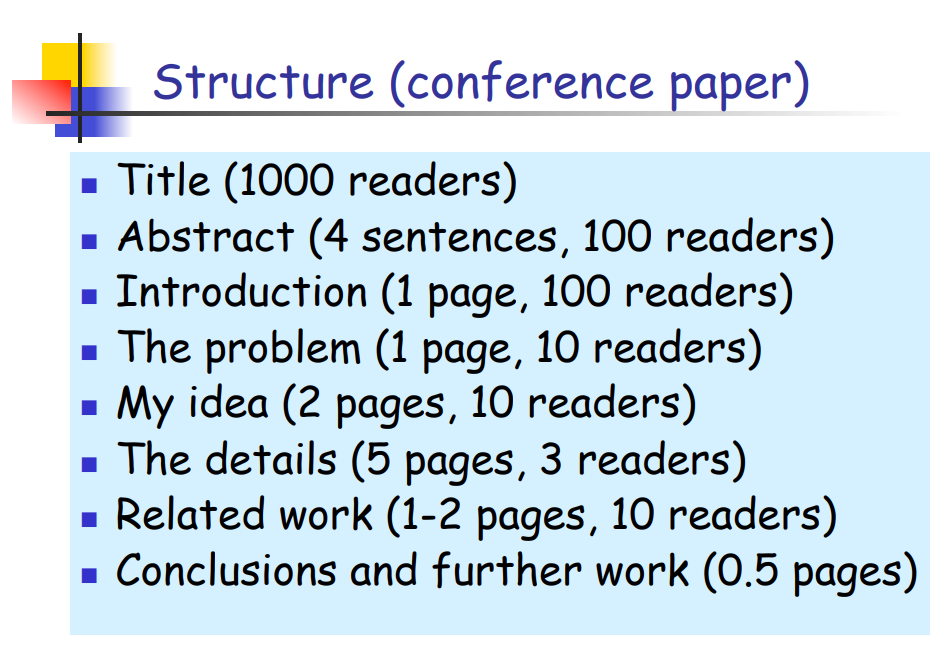 Structure (conference paper)
Title (1000 readers)
Abstract (4 sentences, 100 readers)
Introduction (1 page, 100 readers)
The problem (1 page, 10 readers)
My idea (2 pages, 10 readers)
The details (5 pages, 3 readers)
Related work (1-2 pages, 10 readers)
Conclusions and further work (0.5 pages)